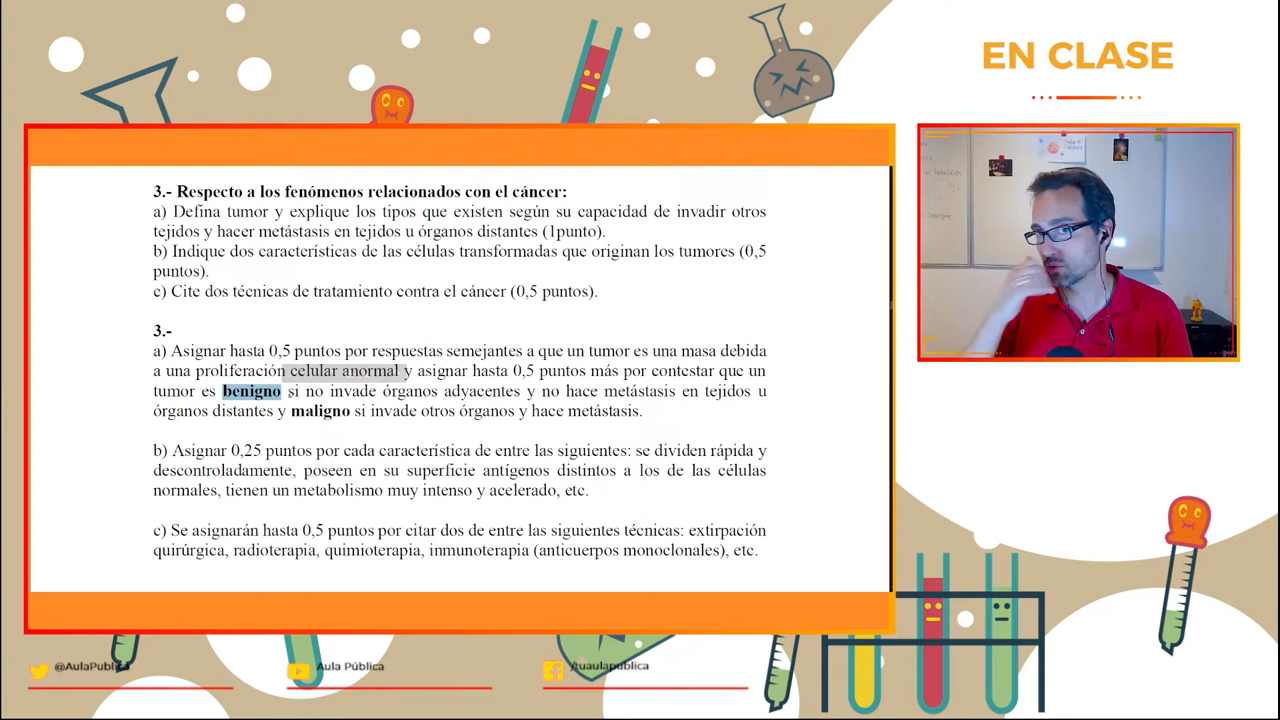 EN CLASE
3.- Respecto a los fenómenos relacionados con el cáncer:
a) Defina tumor y explique los tipos que existen según su capacidad de invadir otros
tejidos y hacer metástasis en tejidos u órganos distantes (1punto).
b) Indique dos características de las células transformadas que originan los tumores (0,5
puntos).
c) Cite dos técnicas de tratamiento contra el cáncer (0,5 puntos).
3.-
a) Asignar hasta 0,5 puntos por respuestas semejantes a que un tumor es una masa debida
a una proliferación celular anormal y asignar hasta 0,5 puntos más por contestar que un
tumor es benigno si no invade órganos adyacentes y no hace metástasis en tejidos u
órganos distantes y maligno si invade otros órganos y hace metástasis.
b) Asignar 0,25 puntos por cada característica de entre las siguientes: se dividen rápida y
descontroladamente, poseen en su superficie antígenos distintos a los de las células
normales, tienen un metabolismo muy intenso y acelerado, etc.
c) Se asignarán hasta 0,5 puntos por citar dos de entre las siguientes técnicas: extirpación
quirúrgica, radioterapia, quimioterapia, inmunoterapia (anticuerpos monoclonales), etc.
@AulaPublica
Aula Pública
/tuaulapublica